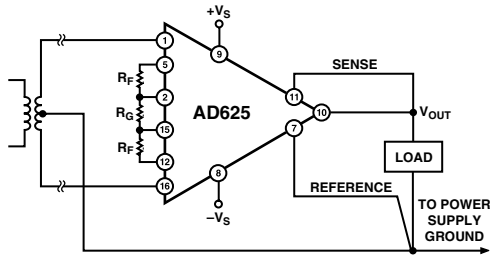 +VS
1
9
5
RF
SENSE
2
11
RG
AD625
10
VOUT
15
7
RF
LOAD
12
8
16
REFERENCE
–VS
TO POWER
SUPPLY
GROUND